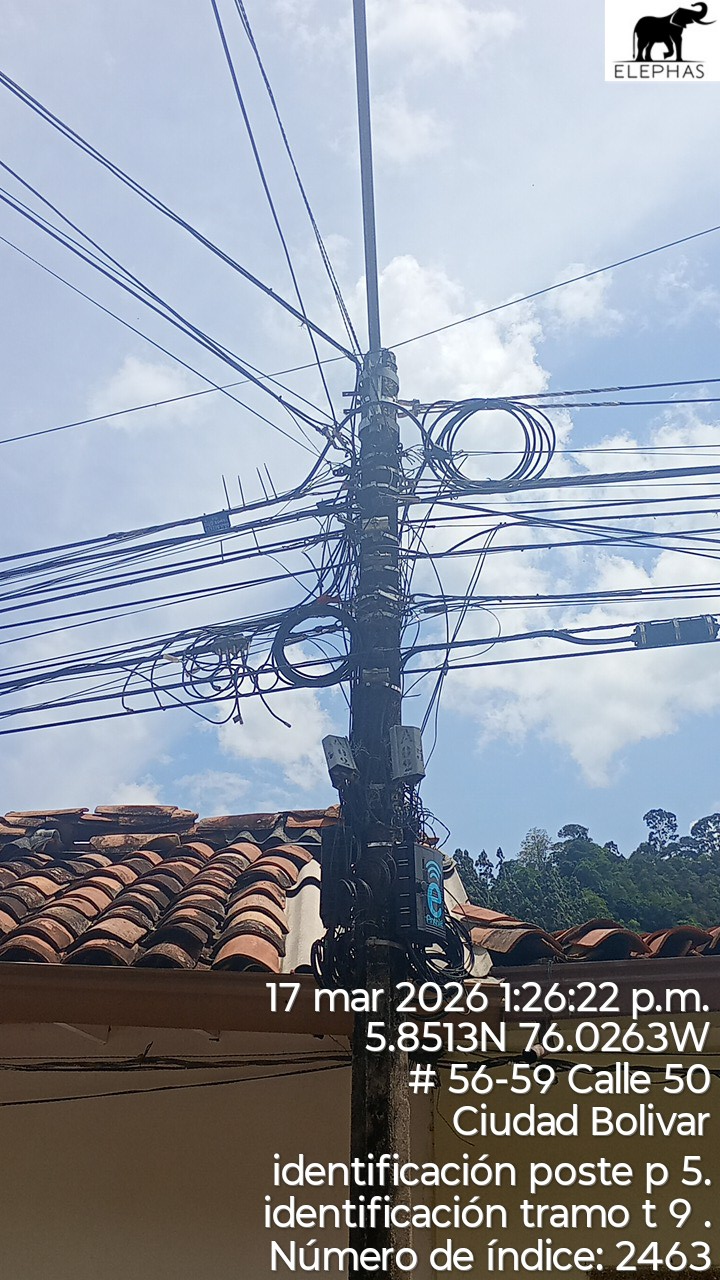 ELEPHAS
17 mar 2026 1:26:22 p.m.
5.8513N 76.0263W
# 56-59 Calle 50
Ciudad Bolivar
identificación poste p 5.
identificación tramo t 9 .
Número de índice: 2463